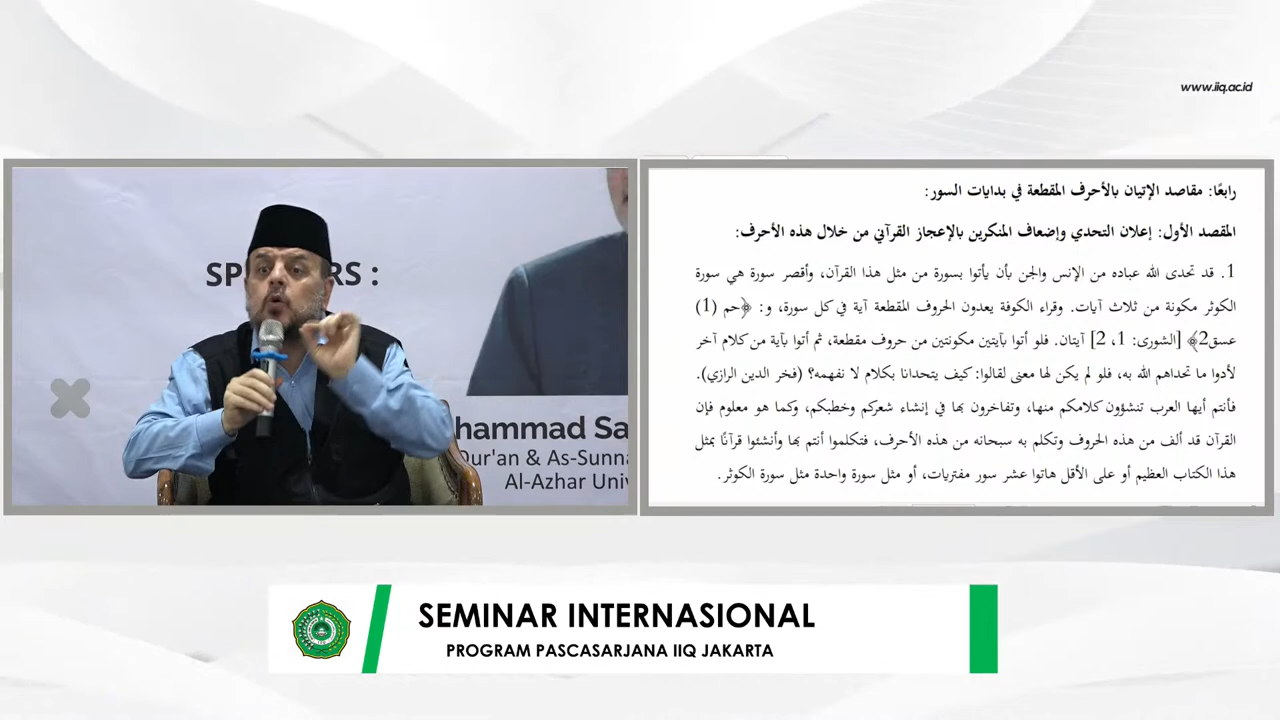 www.iiq.ac.id
SP RS :
hammad Sa
Qur'an & As-Sunna
Al-Azhar Univ
رابعًا: مقاصد الإتيان بالأحرف المقطعة في بدايات السور:
المقصد الأول: إعلان التحدي وإضعاف المنكرين بالإعجاز القرآني من خلال هذه الأحرف:
1. قد تحدى الله عباده من الإنس والجن بأن يأتوا بسورة من مثل هذا القرآن، وأقصر سورة هي سورة
الكوثر مكونة من ثلاث آيات. وقراء الكوفة يعدون الحروف المقطعة آية في كل سورة، و: ﴿حم (1)
عسق2﴾ [الشورى: 1، 2] آيتان. فلو أتوا بآيتين مكونتين من حروف مقطعة، ثم أتوا بآية من كلام آخر
لأدوا ما تحداهم الله به، فلو لم يكن لها معنى لقالوا: كيف يتحدانا بكلام لا نفهمه؟ (فخر الدين الرازي).
فأنتم أيها العرب تنشؤون كلامكم منها، وتفاخرون بها في إنشاء شعركم وخطبكم، وكما هو معلوم فإن
القرآن قد ألف من هذه الحروف وتكلم به سبحانه من هذه الأحرف، فتكلموا أنتم بها وأنشئوا قرآنًا بمثل
هذا الكتاب العظيم أو على الأقل هاتوا عشر سور مفتريات، أو مثل سورة واحدة مثل سورة الكوثر.
SEMINAR INTERNASIONAL
PROGRAM PASCASARJANA IIQ JAKARTA